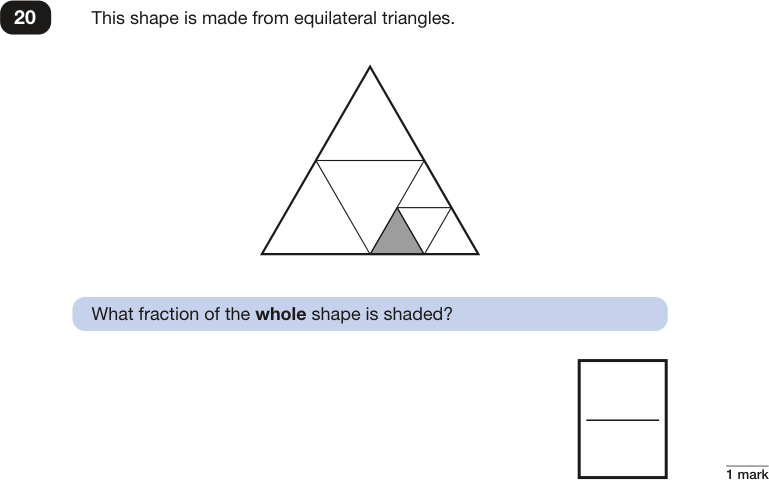 20
This shape is made from equilateral triangles.
What fraction of the whole shape is shaded?
1 mark